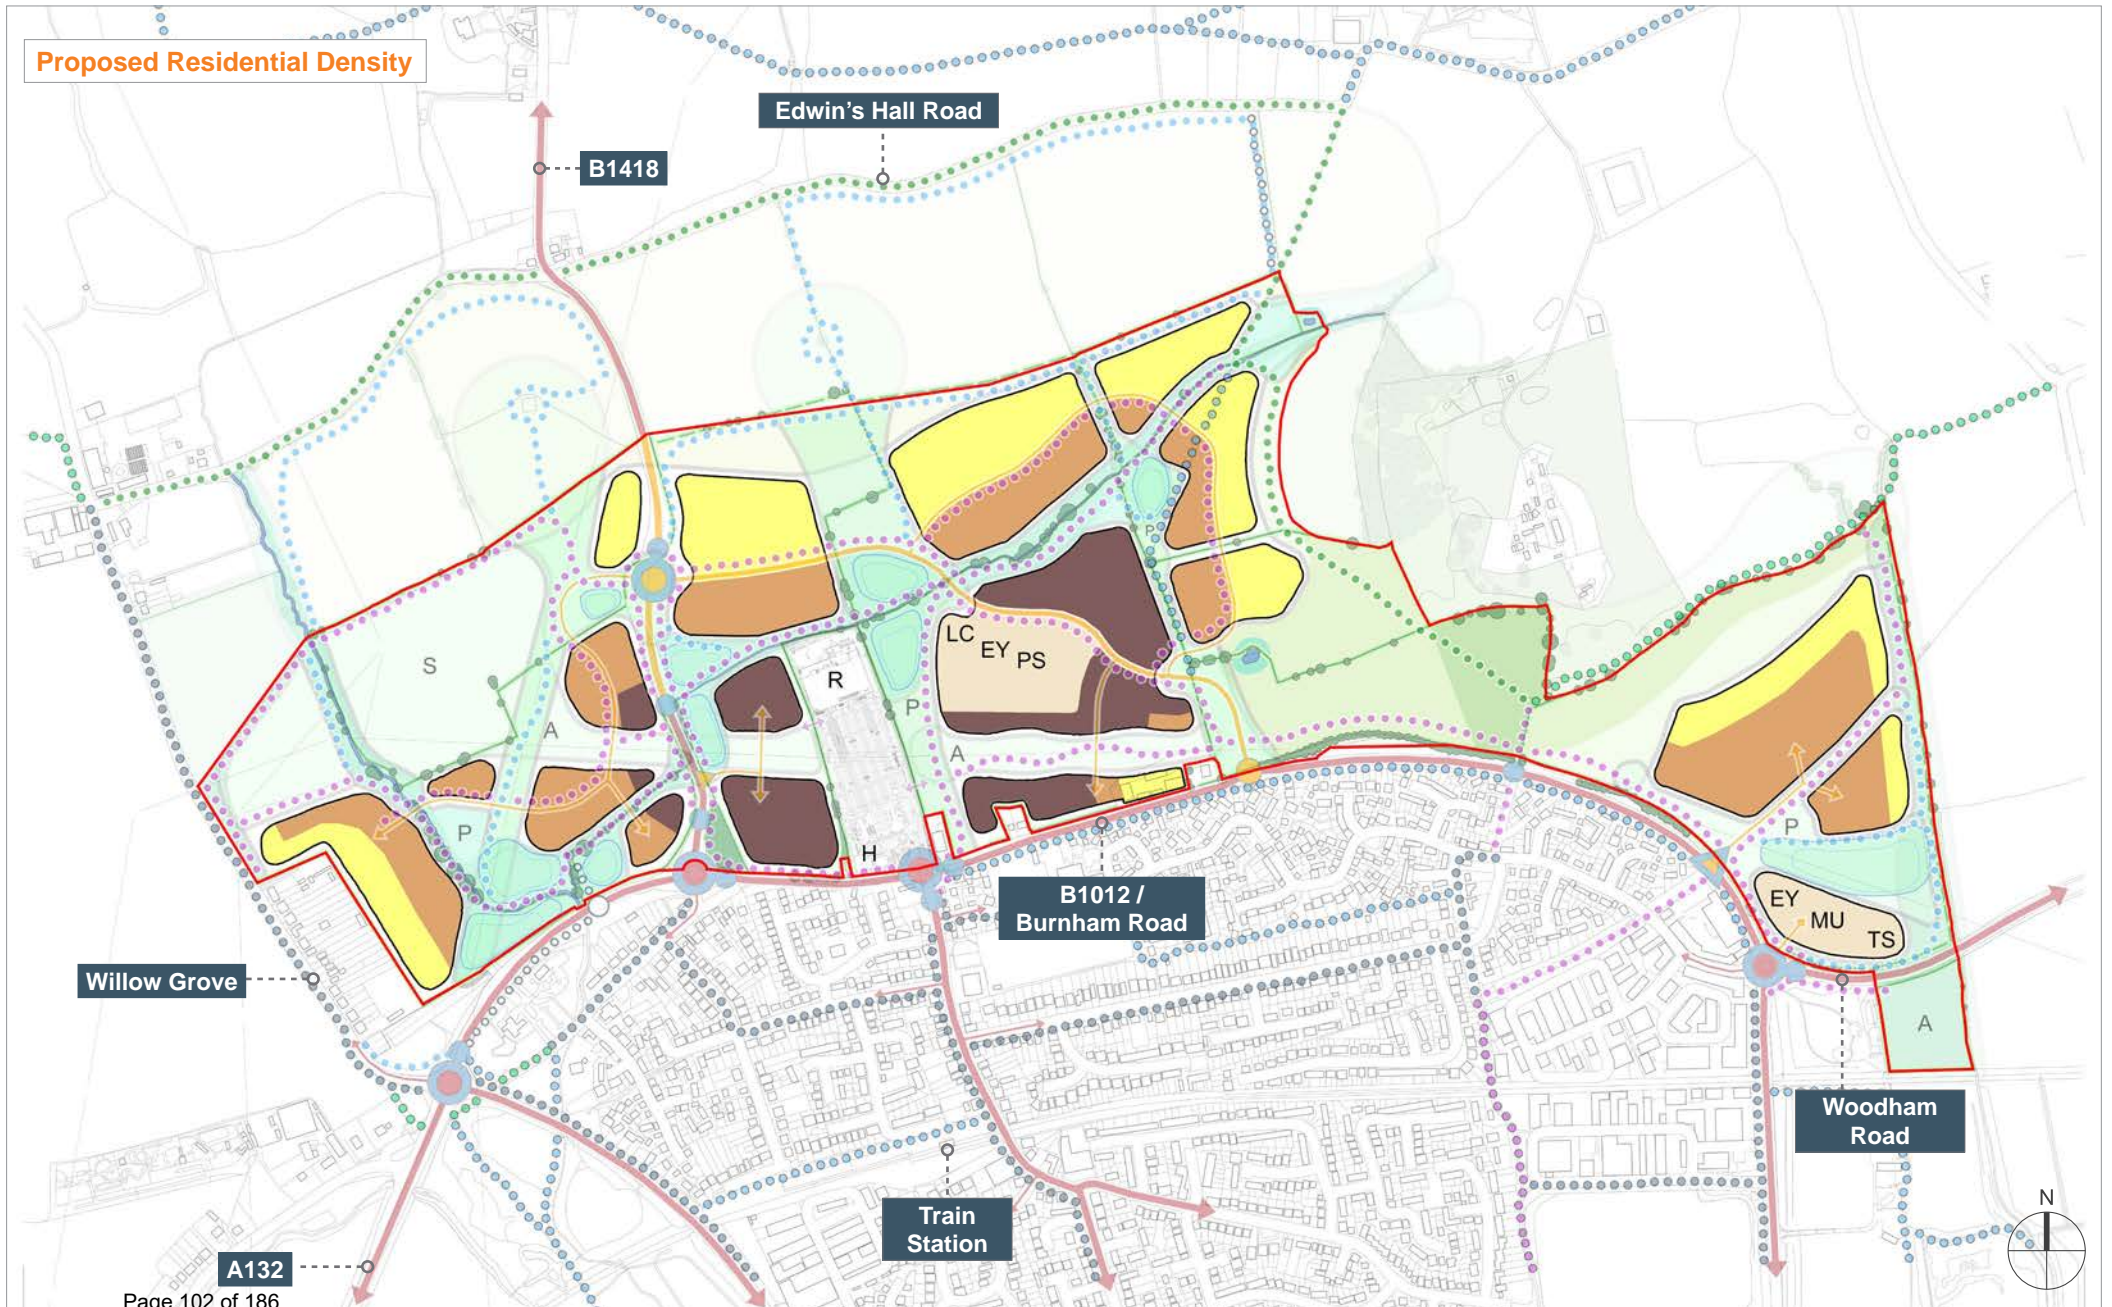 Proposed Residential Density
Edwin's Hall Road
B1418
S
A
P
R
H
P
A
LC
EY
PS
P
P
EY
MU
TS
A
B1012 /
Burnham Road
Willow Grove
Woodham
Road
Train
Station
A132
N
Page 102 of 186